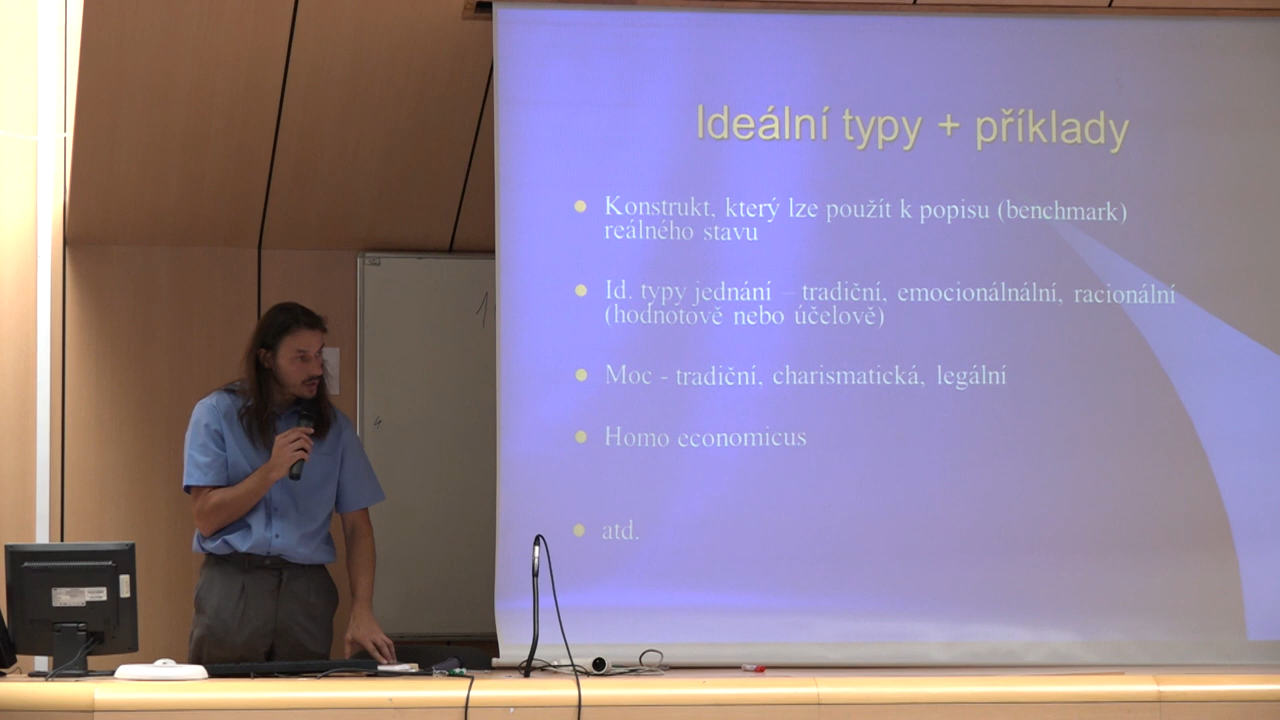 Ideální typy + příklady
Konstrukt, který lze použít k popisu (benchmark)
reálného stavu
Id. typy jednání – tradiční, emocionálnální, racionální
(hodnotově nebo účelově)
Moc - tradiční, charismatická, legální
Homo economicus
atd.